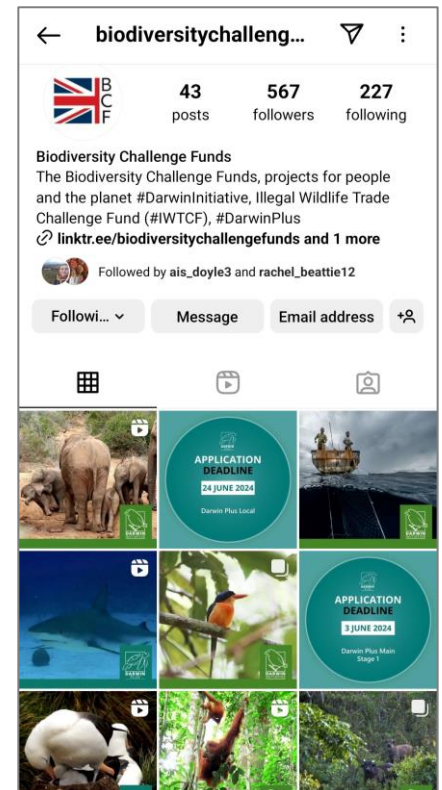 biodiversitychalleng...
B
C
F
43
posts
567
followers
227
following
Biodiversity Challenge Funds
The Biodiversity Challenge Funds, projects for people
and the planet #DarwinInitiative, Illegal Wildlife Trade
Challenge Fund (#IWTCF), #DarwinPlus
linktr.ee/biodiversitychallengefunds and 1 more
Followed by ais_doyle3 and rachel_beattie12
Followi...
Message
Email address
APPLICATION
DEADLINE
24 JUNE 2024
Darwin Plus Local
APPLICATION
DEADLINE
3 JUNE 2024
Darwin Plus Main
Stage 1